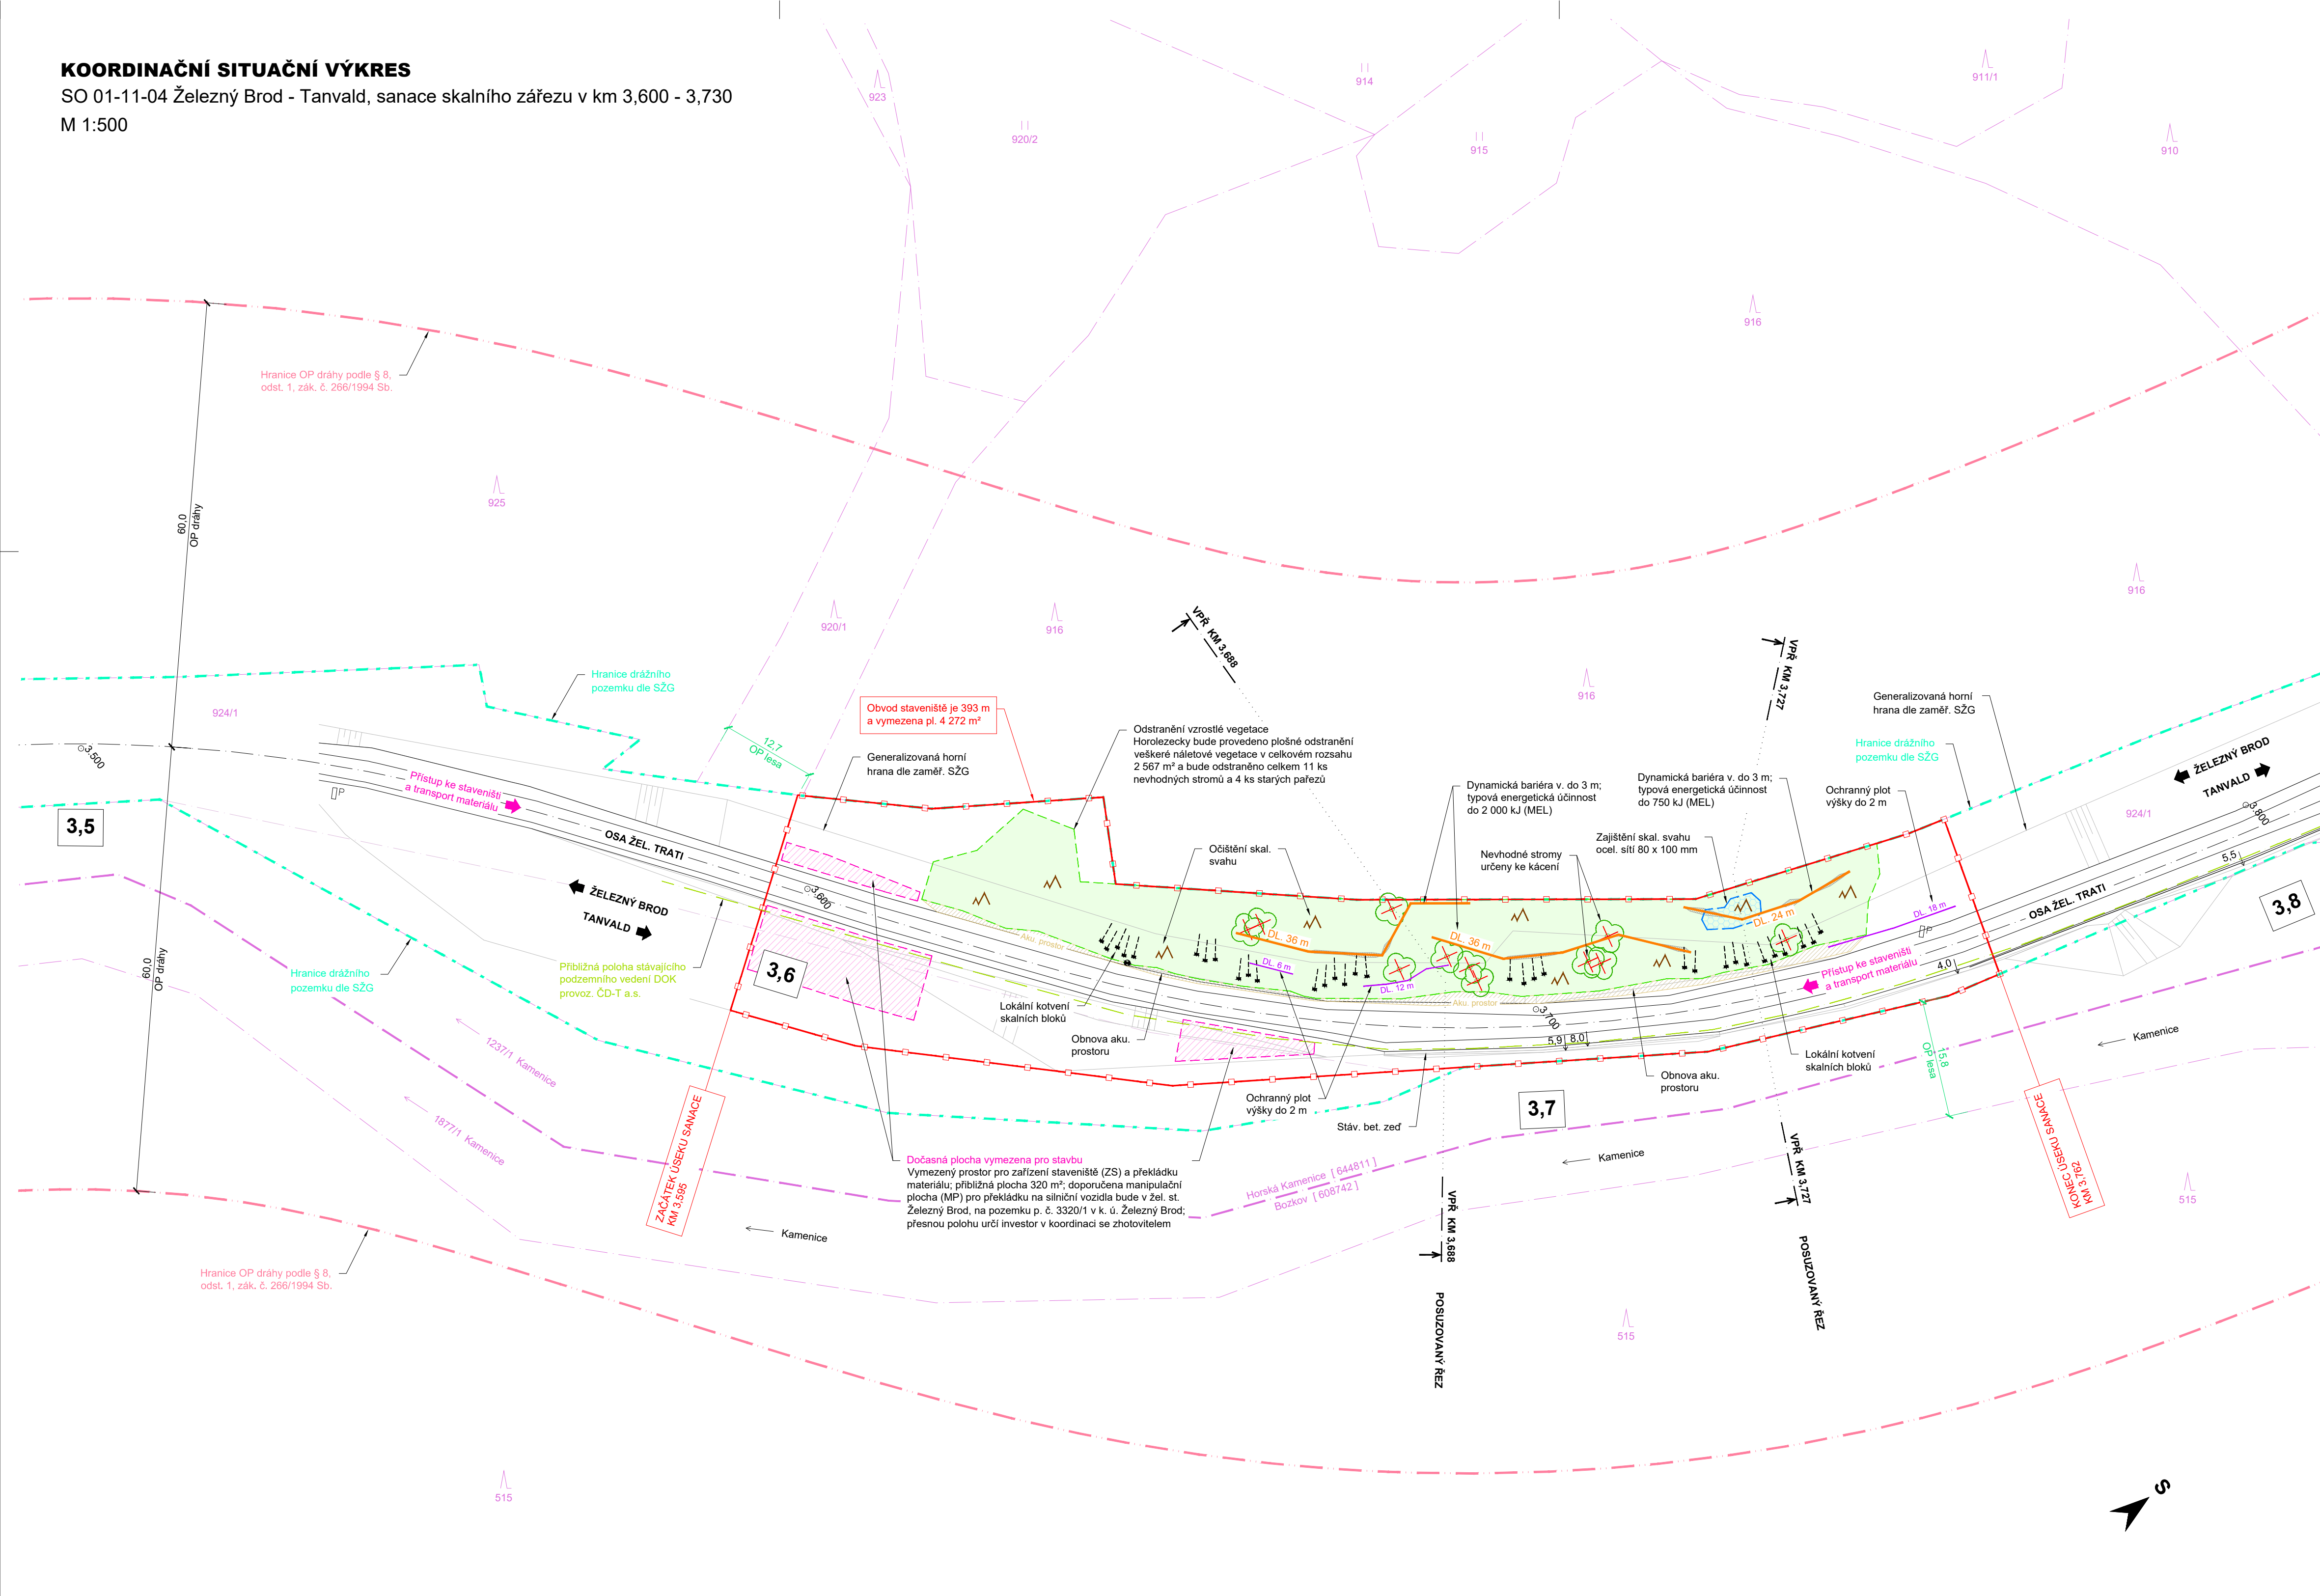 KOORDINAČNÍ SITUAČNÍ VÝKRES
SO 01-11-04 Železný Brod - Tanvald, sanace skalního zářezu v km 3,600 - 3,730
M 1:500
923
920/2
914
915
911/1
910
916
Hranice OP dráhy podle § 8,
odst. 1, zák. č. 266/1994 Sb.
925
60,0
OP dráhy
920/1
916
916
916
VPŘ KM 3,688
VPŘ KM 3,727
Hranice drážního
pozemku dle SŽG
924/1
3.500
12,7
OP lesa
Obvod staveniště je 393 m
a vymezena pl. 4 272 m²
Generalizovaná horní
hrana dle zaměř. SŽG
Odstranění vzrostlé vegetace
Horolezecky bude provedeno plošné odstranění
veškeré náletové vegetace v celkovém rozsahu
2 567 m² a bude odstraněno celkem 11 ks
nevhodných stromů a 4 ks starých pařezů
Dynamická bariéra v. do 3 m;
typová energetická účinnost
do 2 000 kJ (MEL)
Dynamická bariéra v. do 3 m;
typová energetická účinnost
do 750 kJ (MEL)
Generalizovaná horní
hrana dle zaměř. SŽG
Hranice drážního
pozemku dle SŽG
Ochranný plot
výšky do 2 m
ŽELEZNÝ BROD
TANVALD
924/1
3.800
Přístup ke staveništi
a transport materiálu
P
3,5
OSA ŽEL. TRATI
Očištění skal.
svahu
Zajištění skal. svahu
ocel. sítí 80 x 100 mm
Nevhodné stromy
určeny ke kácení
5,5
OSA ŽEL. TRATI
3,8
ŽELEZNÝ BROD
TANVALD
3.600
DL. 36 m
DL. 36 m
DL. 24 m
DL. 18 m
P
Aku. prostor
DL. 6 m
DL. 12 m
Aku. prostor
3,6
Hranice drážního
pozemku dle SŽG
Přibližná poloha stávajícího
podzemního vedení DOK
provoz. ČD-T a.s.
60,0
OP dráhy
Přístup ke staveništi
a transport materiálu
4,0
Lokální kotvení
skalních bloků
Obnova aku.
prostoru
3.700
5,9
8,0
Kamenice
Lokální kotvení
skalních bloků
Obnova aku.
prostoru
15,8
OP lesa
1237/1 Kamenice
1877/1 Kamenice
Ochranný plot
výšky do 2 m
Stáv. bet. zeď
3,7
ZAČÁTEK ÚSEKU SANACE
KM 3,595
KONEC ÚSEKU SANACE
KM 3,762
Dočasná plocha vymezena pro stavbu
Vymezený prostor pro zařízení staveniště (ZS) a překládku
materiálu; přibližná plocha 320 m²; doporučena manipulační
plocha (MP) pro překládku na silniční vozidla bude v žel. st.
Železný Brod, na pozemku p. č. 3320/1 v k. ú. Železný Brod;
přesnou polohu určí investor v koordinaci se zhotovitelem
Horská Kamenice [ 644811 ]
Bozkov [ 608742 ]
Kamenice
Kamenice
VPŘ KM 3,688
VPŘ KM 3,727
POSUZOVANÝ ŘEZ
POSUZOVANÝ ŘEZ
515
Hranice OP dráhy podle § 8,
odst. 1, zák. č. 266/1994 Sb.
515
515
S